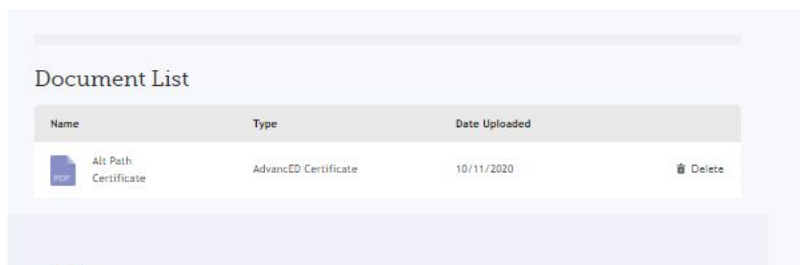 Document List
Name Type Date Uploaded
Alt Path
Certificate
AdvancED Certificate 10/11/2020 Delete
PDF